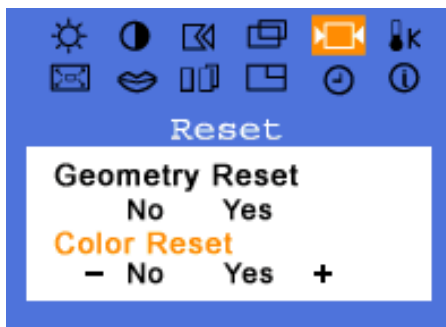 K
Reset
Geometry Reset
No Yes
Color Reset
- No Yes +